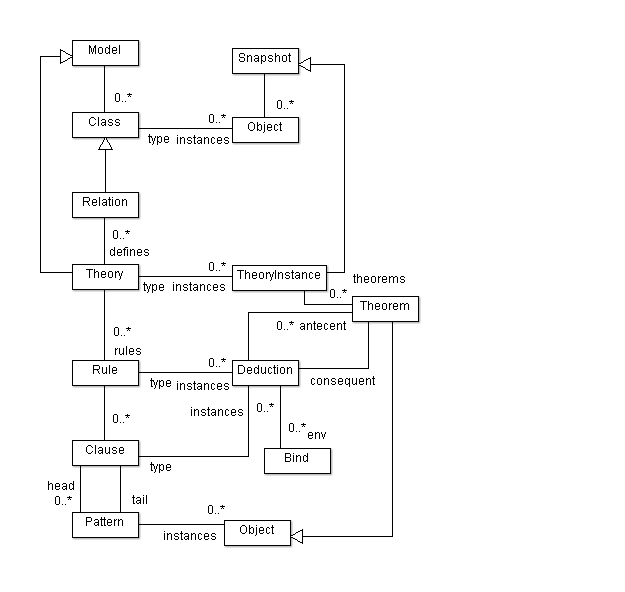 Model
Snapshot
0..*
0..*
Class
0..*
Object
type
instances
Relation
0..*
defines
Theory
0..*
TheoryInstance
theorems
type
instances
0..*
Theorem
0..*
antecent
0..*
rules
Rule
0..*
Deduction
consequent
type
instances
instances
0..*
0..*
0..*
env
Clause
Bind
type
head
0..*
tail
0..*
Pattern
Object
instances